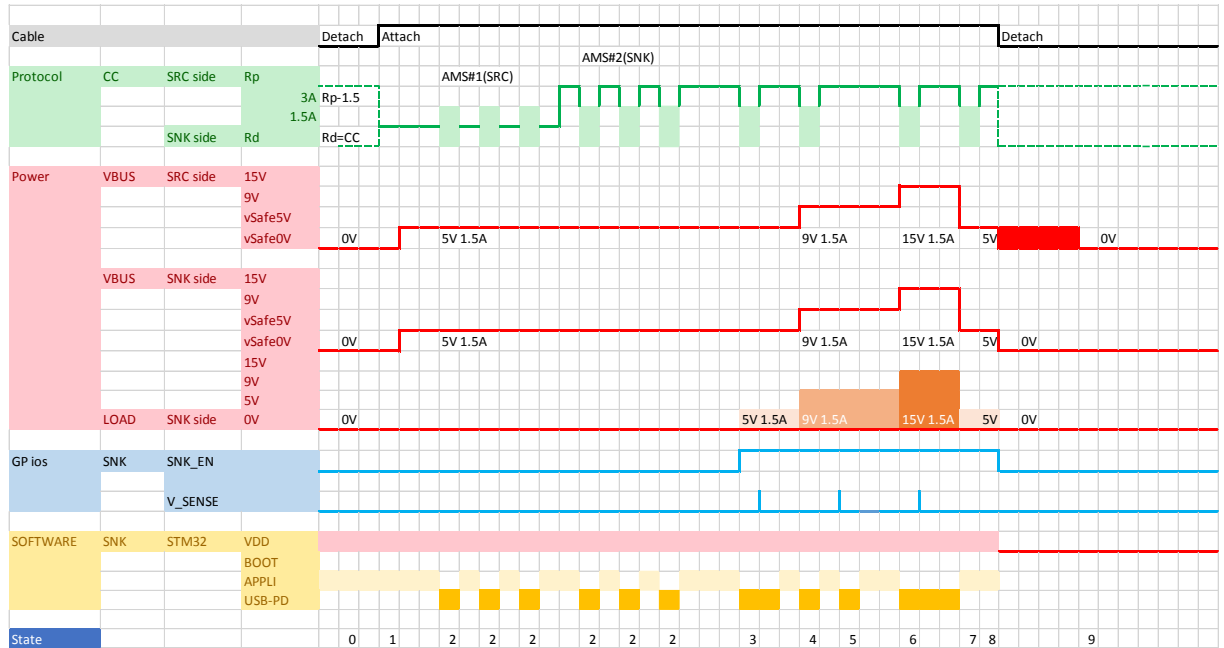 Cable Detach Attach Detach
AMS#2(SNK)
Protocol CC SRC side Rp AMS#1(SRC)
3A Rp-1.5
1.5A
SNK side Rd Rd=CC
Power VBUS SRC side 15V
9V
vSafe5V
vSafe0V 0V 5V 1.5A 9V 1.5A 15V 1.5A 5V 0V
VBUS SNK side 15V
9V
vSafe5V
vSafe0V 0V 5V 1.5A 9V 1.5A 15V 1.5A 5V 0V
15V
9V
5V
LOAD SNK side 0V 0V 5V 1.5A 9V 1.5A 15V 1.5A 5V 0V
GP ios SNK SNK_EN
V_SENSE
SOFTWARE SNK STM32 VDD
BOOT
APPLI
USB-PD
State 0 1 2 2 2 2 2 2 3 4 5 6 7 8 9